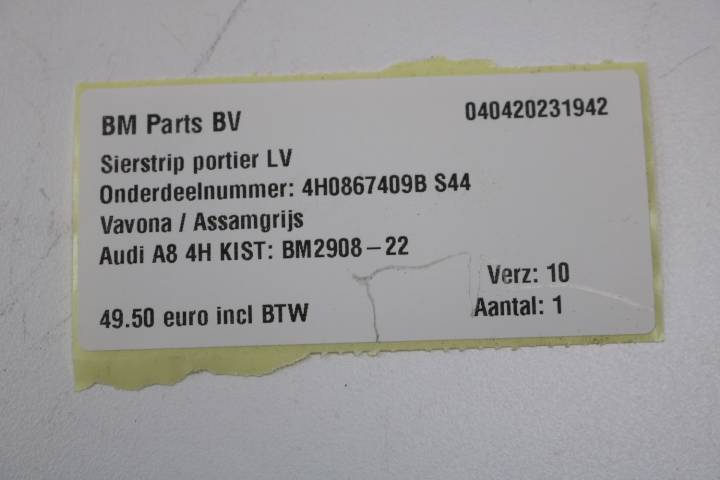 BM Parts BV 040420231942
Sierstrip portier LV
Onderdeelnummer: 4H0867409B S44
Vavona / Assamgrijs
Audi A8 4H KIST: BM2908-22
Verz: 10
49.50 euro incl BTW Aantal: 1